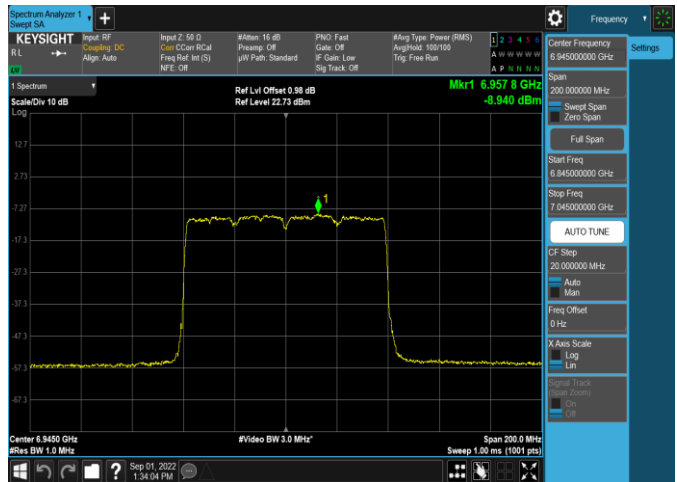 Spectrum Analyzer 1
Swept SA
+
Frequency
KEYSIGHT
RL
LV
Input: RF
Coupling: DC
Align: Auto
Input Z: 50 Ω
Corr CCorr RCal
Freq Ref: Int (S)
NFE: Off
#Atten: 16 dB
Preamp: Off
µW Path: Standard
PNO: Fast
Gate: Off
IF Gain: Low
Sig Track: Off
#Avg Type: Power (RMS)
Avg|Hold: 100/100
Trig: Free Run
1 2 3 4 5 6
A W W W W W
A P N N N N
1 Spectrum
Scale/Div 10 dB
Log
Ref Lvl Offset 0.98 dB
Ref Level 22.73 dBm
Mkr1 6.957 8 GHz
-8.940 dBm
12.7
2.73
-7.27
-17.3
-27.3
-37.3
-47.3
-57.3
-67.3
1
Center 6.9450 GHz
#Res BW 1.0 MHz
#Video BW 3.0 MHz*
Span 200.0 MHz
Sweep 1.00 ms (1001 pts)
Center Frequency
6.945000000 GHz
Settings
Span
200.000000 MHz
Swept Span
Zero Span
Full Span
Start Freq
6.845000000 GHz
Stop Freq
7.045000000 GHz
AUTO TUNE
CF Step
20.000000 MHz
Auto
Man
Freq Offset
0 Hz
X Axis Scale
Log
Lin
Signal Track
(Span Zoom)
On
Off
?
Sep 01, 2022
1:34:04 PM